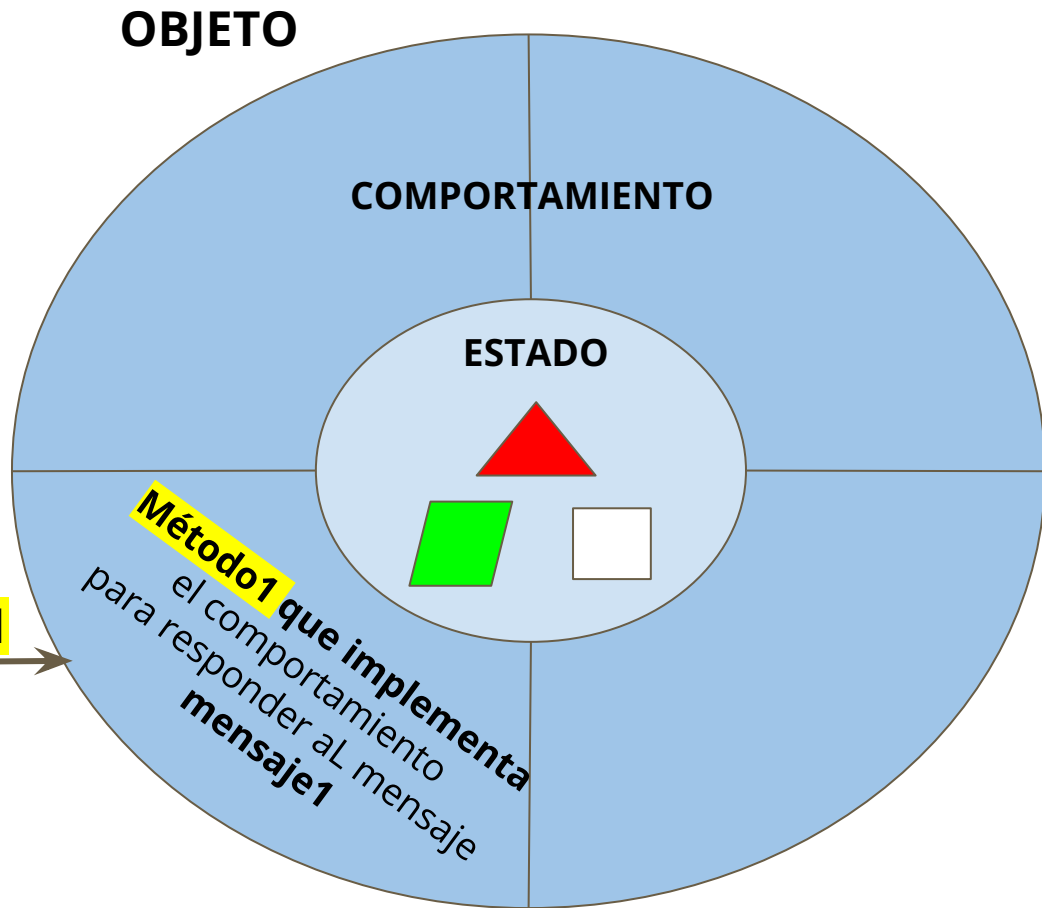 OBJETO
COMPORTAMIENTO
ESTADO
Método1 que implementa
el comportamiento
para responder aL mensaje
mensaje1